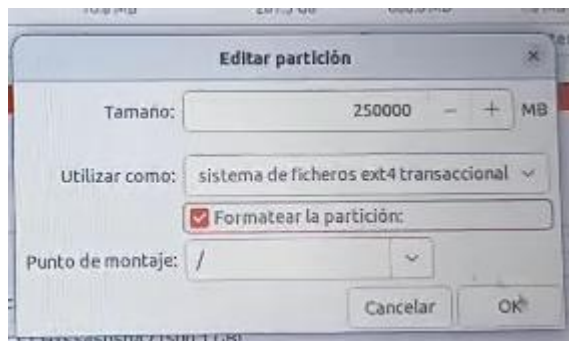 Editar partición
Tamaño: 250000 − + MB
Utilizar como: sistema de ficheros ext4 transaccional
Formatear la partición:
Punto de montaje: /
Cancelar OK